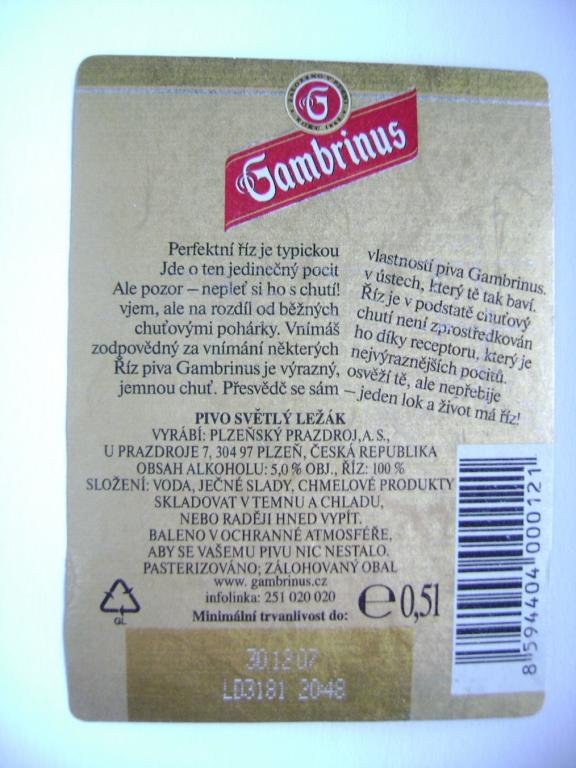 G
Gambrinus
Perfektní říz je typickou vlastností piva Gambrinus.
Jde o ten jedinečný pocit v ústech, který tě tak baví.
Ale pozor – nepleť si ho s chutí! Říz je v podstatě chuťový
vjem, ale na rozdíl od běžných chutí není zprostředkován
chuťovými pohárky. Vnímáš ho díky receptoru, který je
zodpovědný za vnímání některých nejvýraznějších pocitů.
Říz piva Gambrinus je výrazný, osvěží tě, ale nepřebije
jemnou chuť. Přesvědč se sám – jeden lok a život má říz!
PIVO SVĚTLÝ LEŽÁK
VYRÁBÍ: PLZEŇSKÝ PRAZDROJ, A. S.,
U PRAZDROJE 7, 304 97 PLZEŇ, ČESKÁ REPUBLIKA
OBSAH ALKOHOLU: 5,0 % OBJ., ŘÍZ: 100 %
SLOŽENÍ: VODA, JEČNÉ SLADY, CHMELOVÉ PRODUKTY
SKLADOVAT V TEMNU A CHLADU,
NEBO RADĚJI HNED VYPÍT.
BALENO V OCHRANNÉ ATMOSFÉŘE,
ABY SE VAŠEMU PIVU NIC NESTALO.
PASTERIZOVÁNO; ZÁLOHOVANÝ OBAL
www. gambrinus.cz
infolinka: 251 020 020
Minimální trvanlivost do:
e 0,5l
GL
30.12.07
LD3181 20:48
8 594404 000121